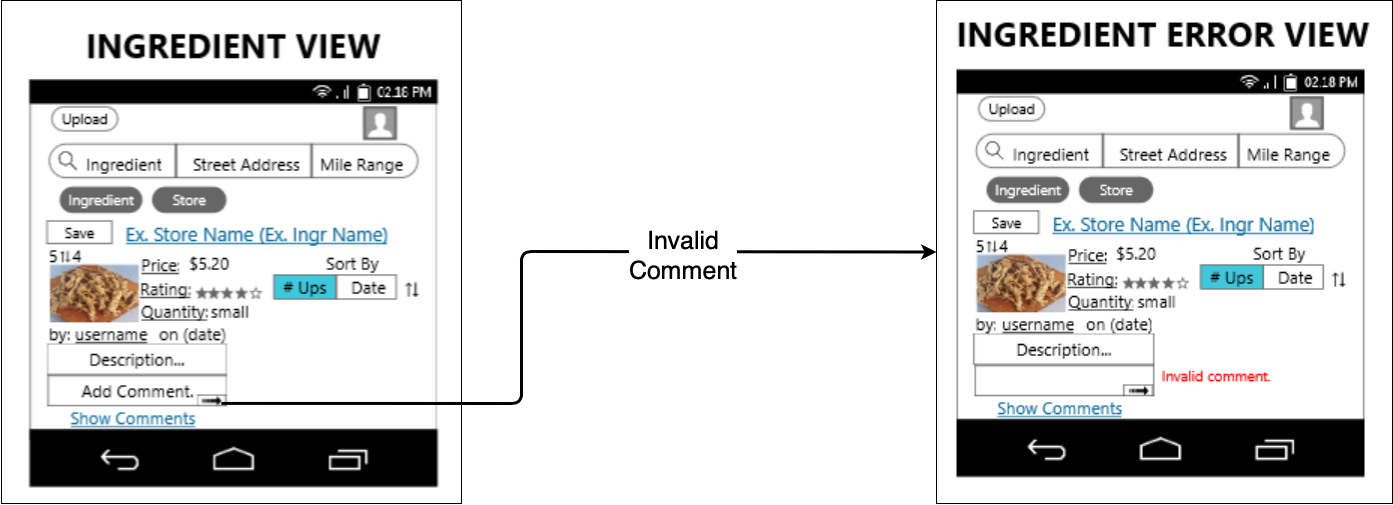 INGREDIENT VIEW
02.18 PM
Upload
Ingredient Street Address Mile Range
Ingredient Store
Save Ex. Store Name (Ex. Ingr Name)
5⇅4
Price: $5.20 Sort By
Rating: ★★★★☆ # Ups Date ⇅
Quantity: small
by: username on (date)
Description...
Add Comment.
Show Comments
Invalid
Comment
INGREDIENT ERROR VIEW
02.18 PM
Upload
Ingredient Street Address Mile Range
Ingredient Store
Save Ex. Store Name (Ex. Ingr Name)
5⇅4
Price: $5.20 Sort By
Rating: ★★★★☆ # Ups Date ⇅
Quantity: small
by: username on (date)
Description...
Invalid comment.
Show Comments